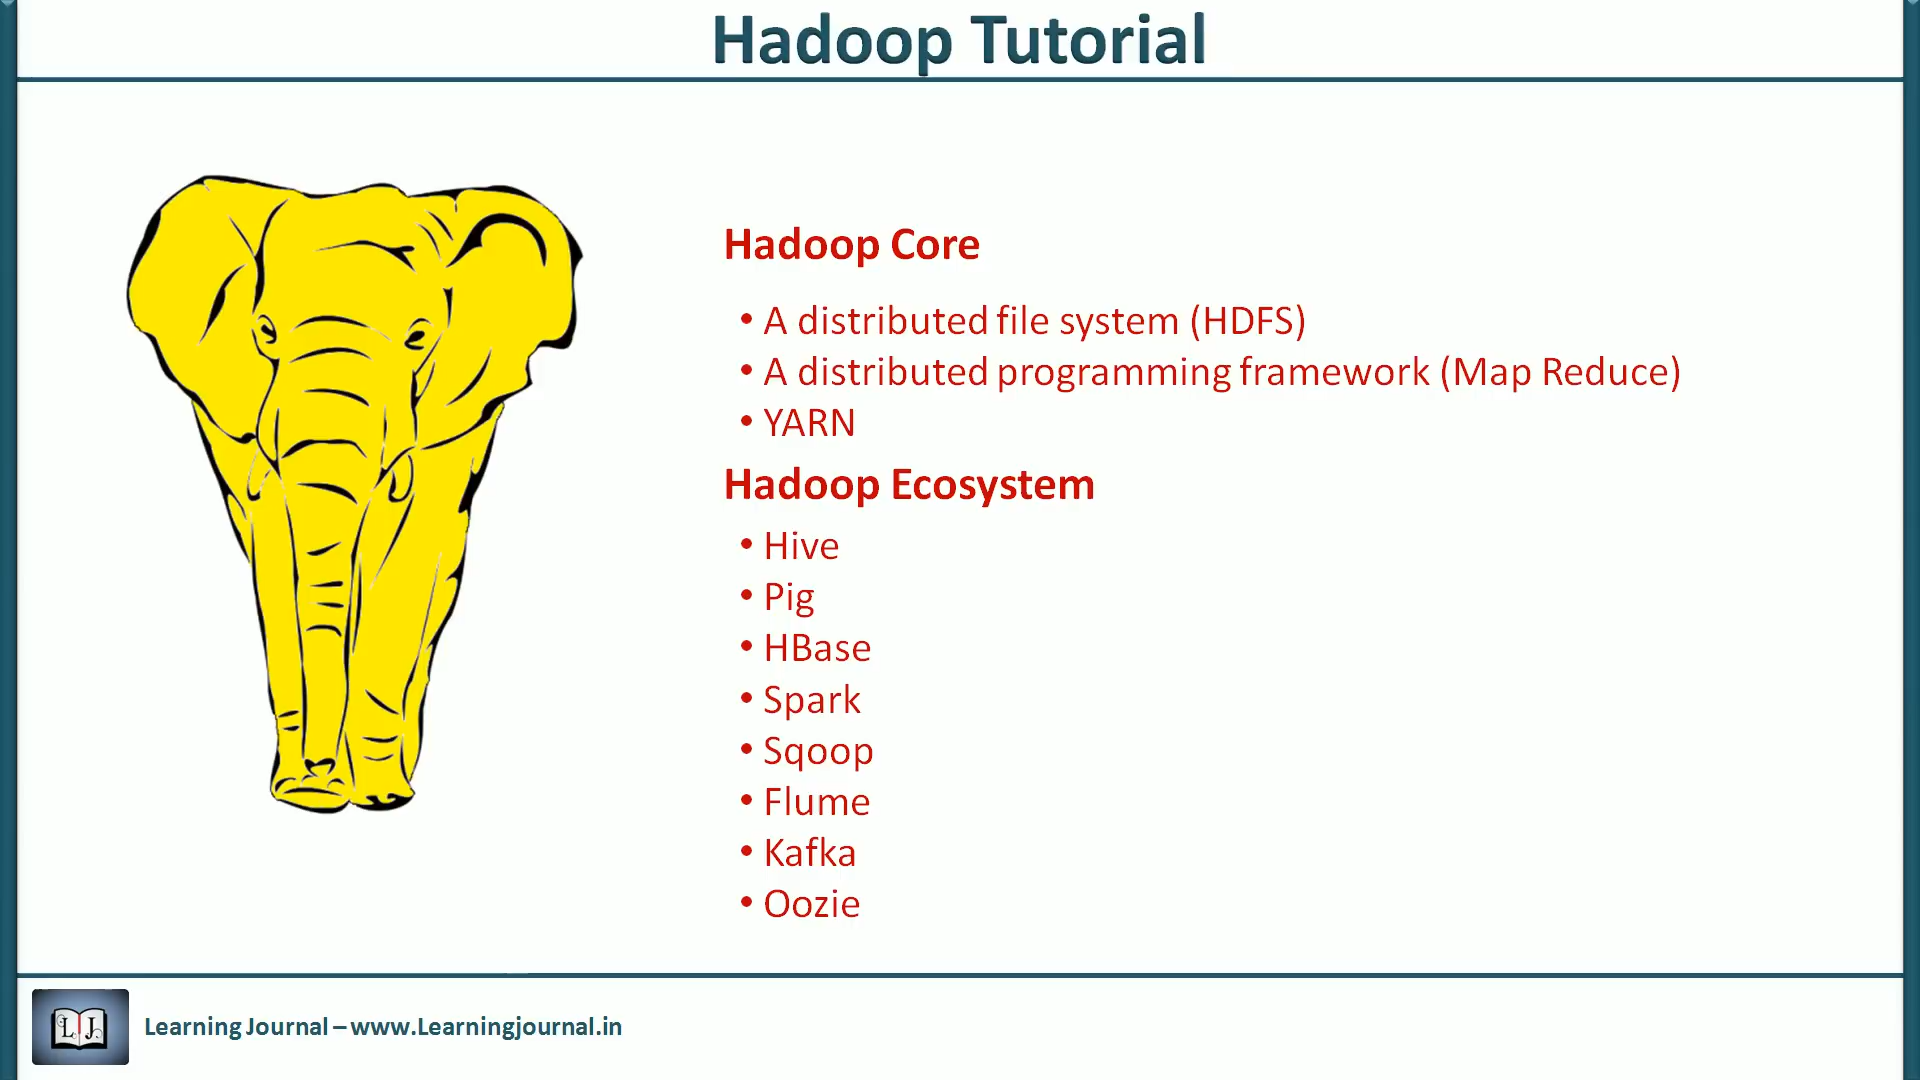 Hadoop Tutorial
Hadoop Core
• A distributed file system (HDFS)
• A distributed programming framework (Map Reduce)
• YARN
Hadoop Ecosystem
• Hive
• Pig
• HBase
• Spark
• Sqoop
• Flume
• Kafka
• Oozie
L J
Learning Journal – www.Learningjournal.in